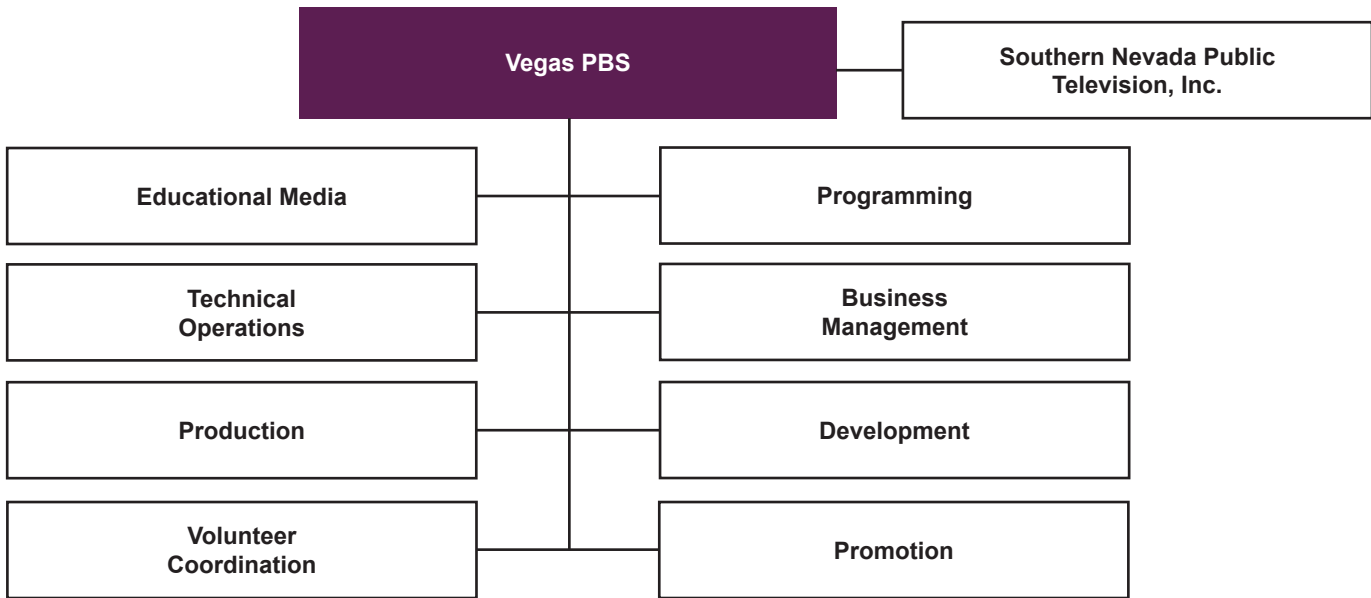 Vegas PBS
Southern Nevada Public
Television, Inc.
Educational Media
Programming
Technical
Operations
Business
Management
Production
Development
Volunteer
Coordination
Promotion